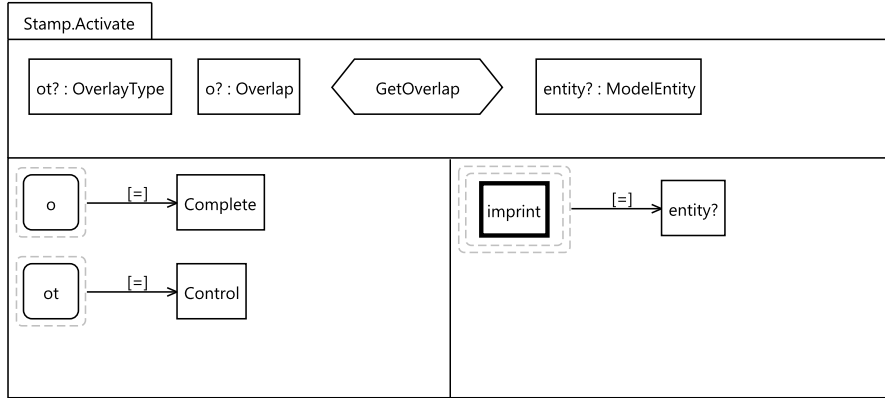 Stamp.Activate
ot? : OverlayType
o? : Overlap
GetOverlap
entity? : ModelEntity
o
[=]
Complete
imprint
[=]
entity?
ot
[=]
Control